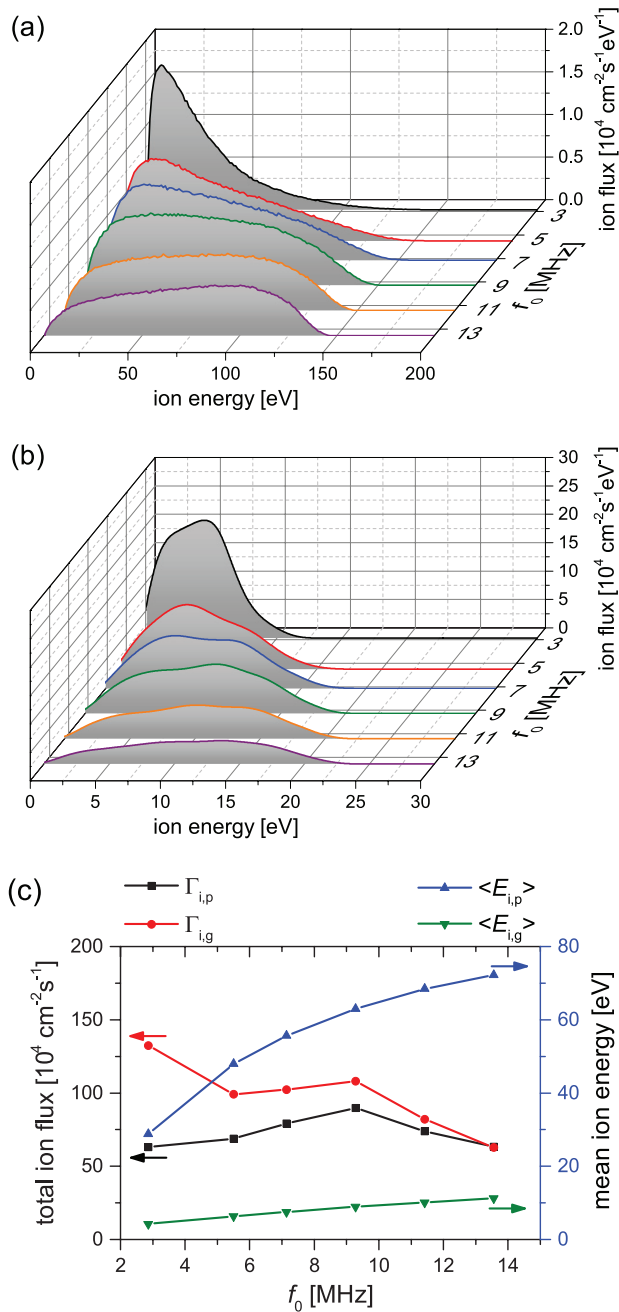 (a)
2.0
1.5
1.0
0.5
0.0
ion flux [10⁴ cm⁻²s⁻¹eV⁻¹]
3
5
7
9
11
13
f₀ [MHz]
0 50 100 150 200
ion energy [eV]
(b)
30
25
20
15
10
5
0
ion flux [10⁴ cm⁻²s⁻¹eV⁻¹]
3
5
7
9
11
13
f₀ [MHz]
0 5 10 15 20 25 30
ion energy [eV]
(c)
Γi,p <Ei,p>
Γi,g <Ei,g>
200 80
150 60
100 40
50 20
0 0
total ion flux [10⁴ cm⁻²s⁻¹]
mean ion energy [eV]
2 4 6 8 10 12 14
f₀ [MHz]